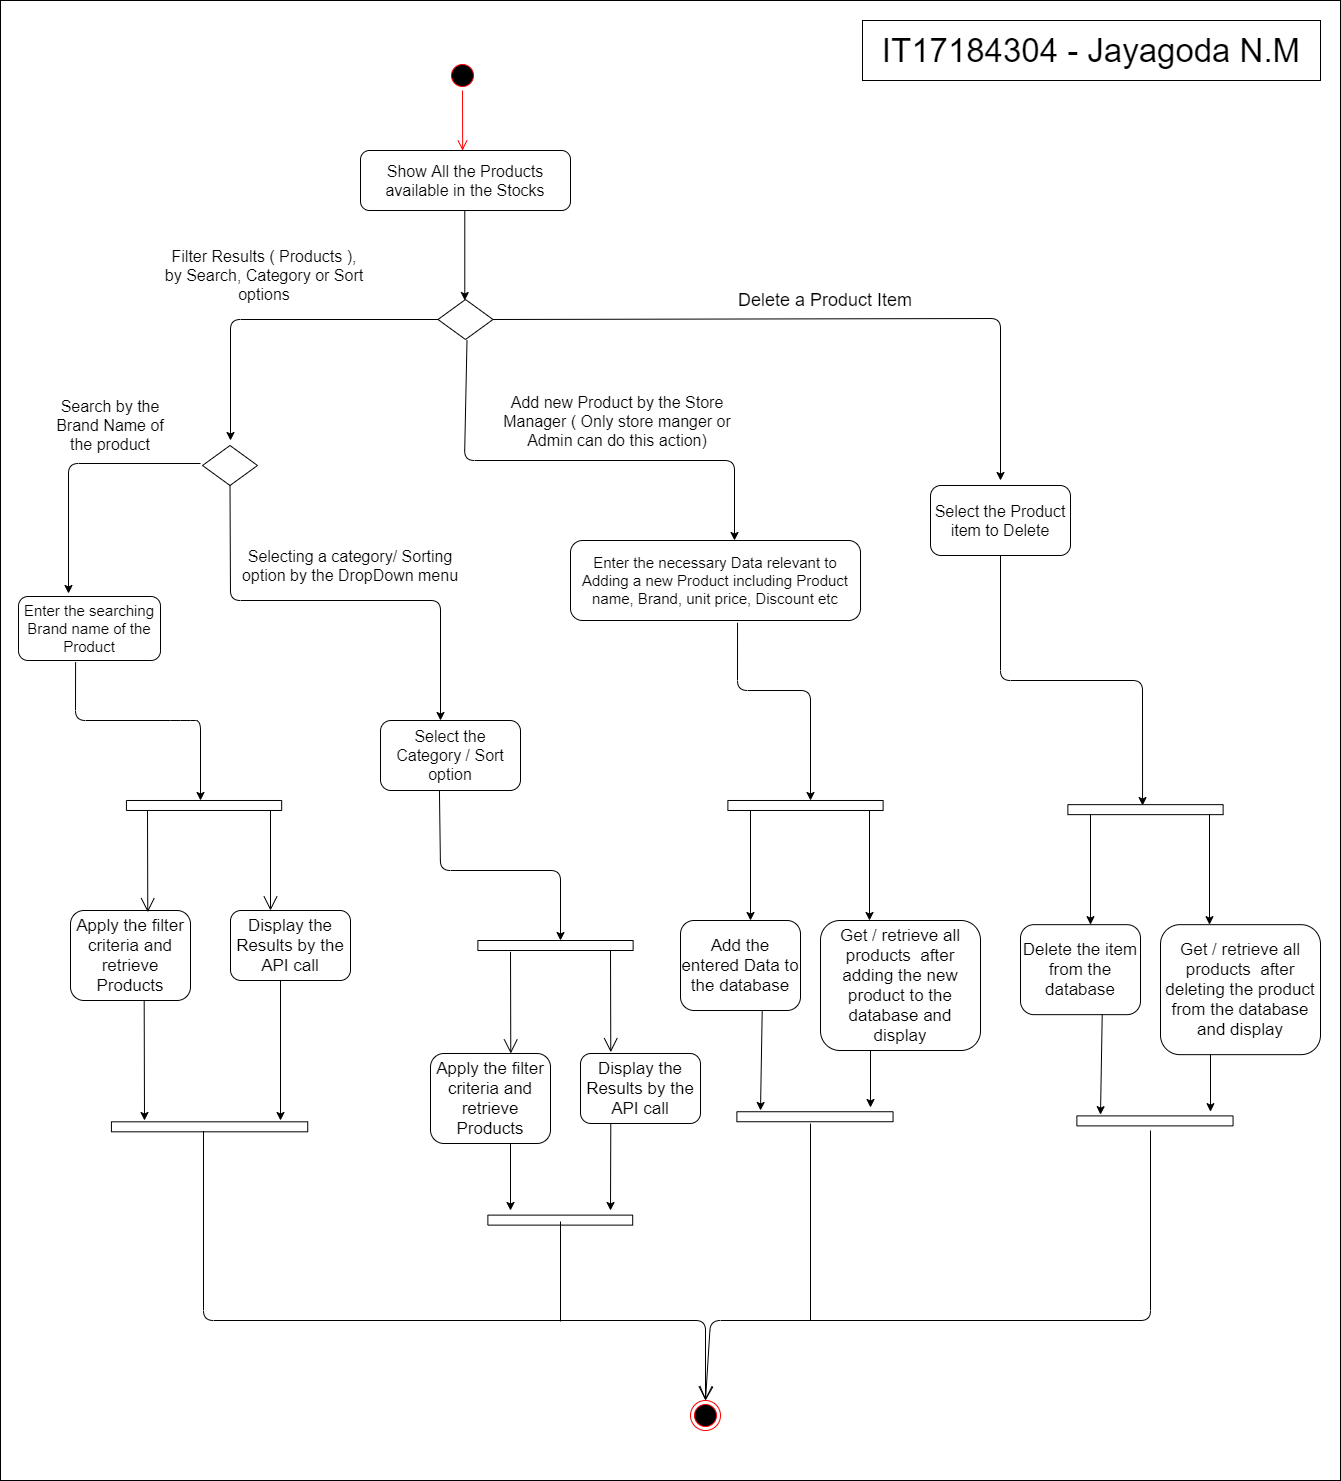 IT17184304 - Jayagoda N.M
Show All the Products
available in the Stocks
Filter Results ( Products ),
by Search, Category or Sort
options
Delete a Product Item
Search by the
Brand Name of
the product
Add new Product by the Store
Manager ( Only store manger or
Admin can do this action)
Select the Product
item to Delete
Selecting a category/ Sorting
option by the DropDown menu
Enter the necessary Data relevant to
Adding a new Product including Product
name, Brand, unit price, Discount etc
Enter the searching
Brand name of the
Product
Select the
Category / Sort
option
Apply the filter
criteria and
retrieve
Products
Display the
Results by the
API call
Add the
entered Data to
the database
Get / retrieve all
products after
adding the new
product to the
database and
display
Delete the item
from the
database
Get / retrieve all
products after
deleting the product
from the database
and display
Apply the filter
criteria and
retrieve
Products
Display the
Results by the
API call